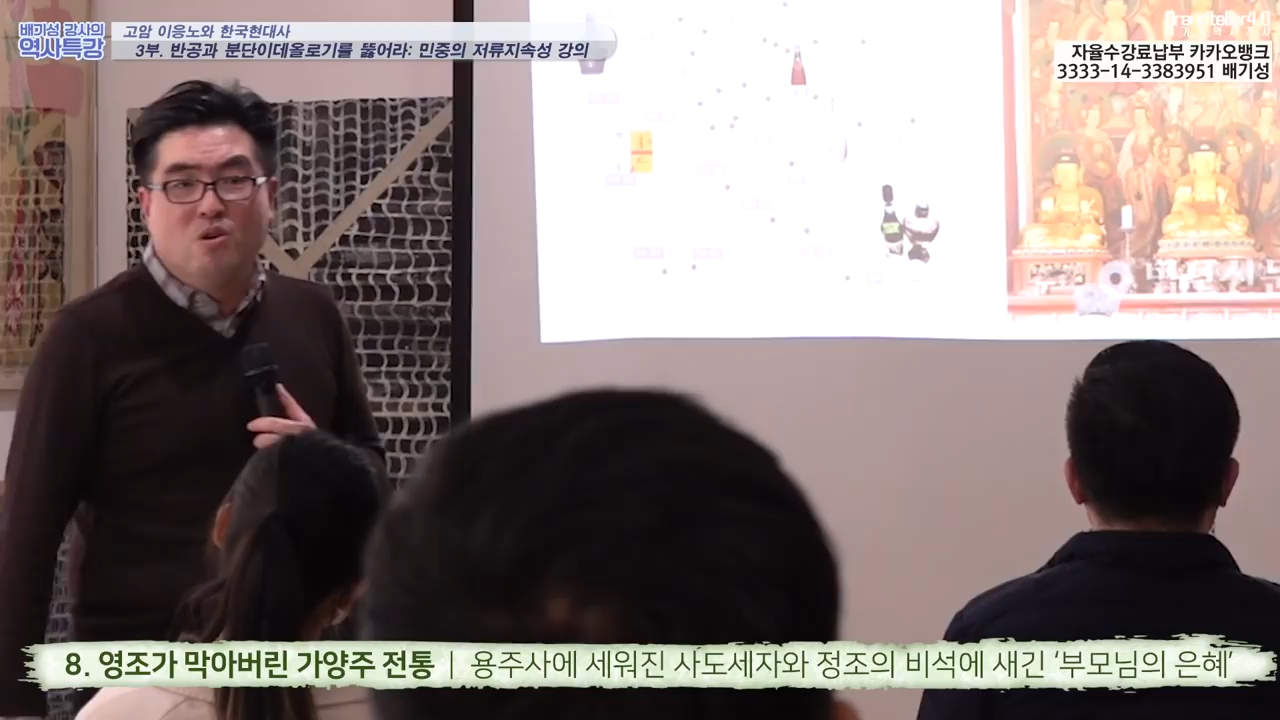 배기성 강사의
역사특강
고암 이응노와 한국현대사
3부. 반공과 분단이데올로기를 뚫어라: 민중의 저류지속성 강의
자율수강료납부 카카오뱅크
3333-14-3383951 배기성
8. 영조가 막아버린 가양주 전통 | 용주사에 세워진 사도세자와 정조의 비석에 새긴 '부모님의 은혜'